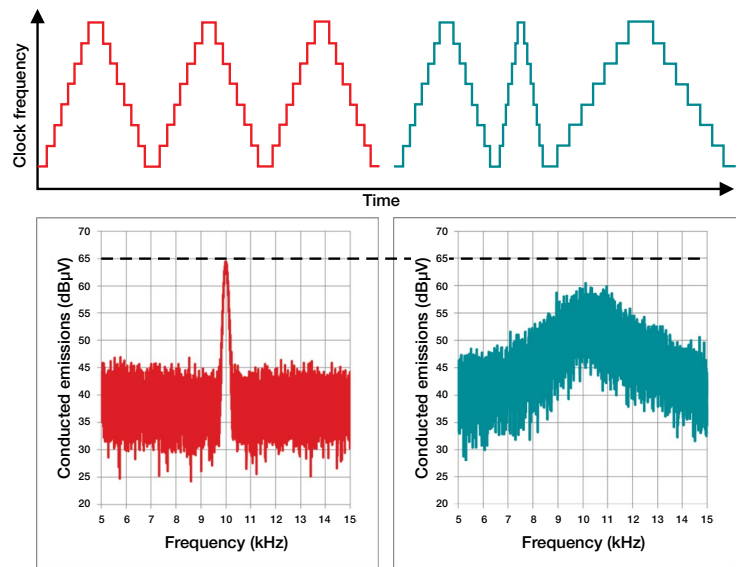 Clock frequency
Time
Conducted emissions (dBµV)
70
65
60
55
50
45
40
35
30
25
20
5 6 7 8 9 10 11 12 13 14 15
Frequency (kHz)
Conducted emissions (dBµV)
70
65
60
55
50
45
40
35
30
25
20
5 6 7 8 9 10 11 12 13 14 15
Frequency (kHz)